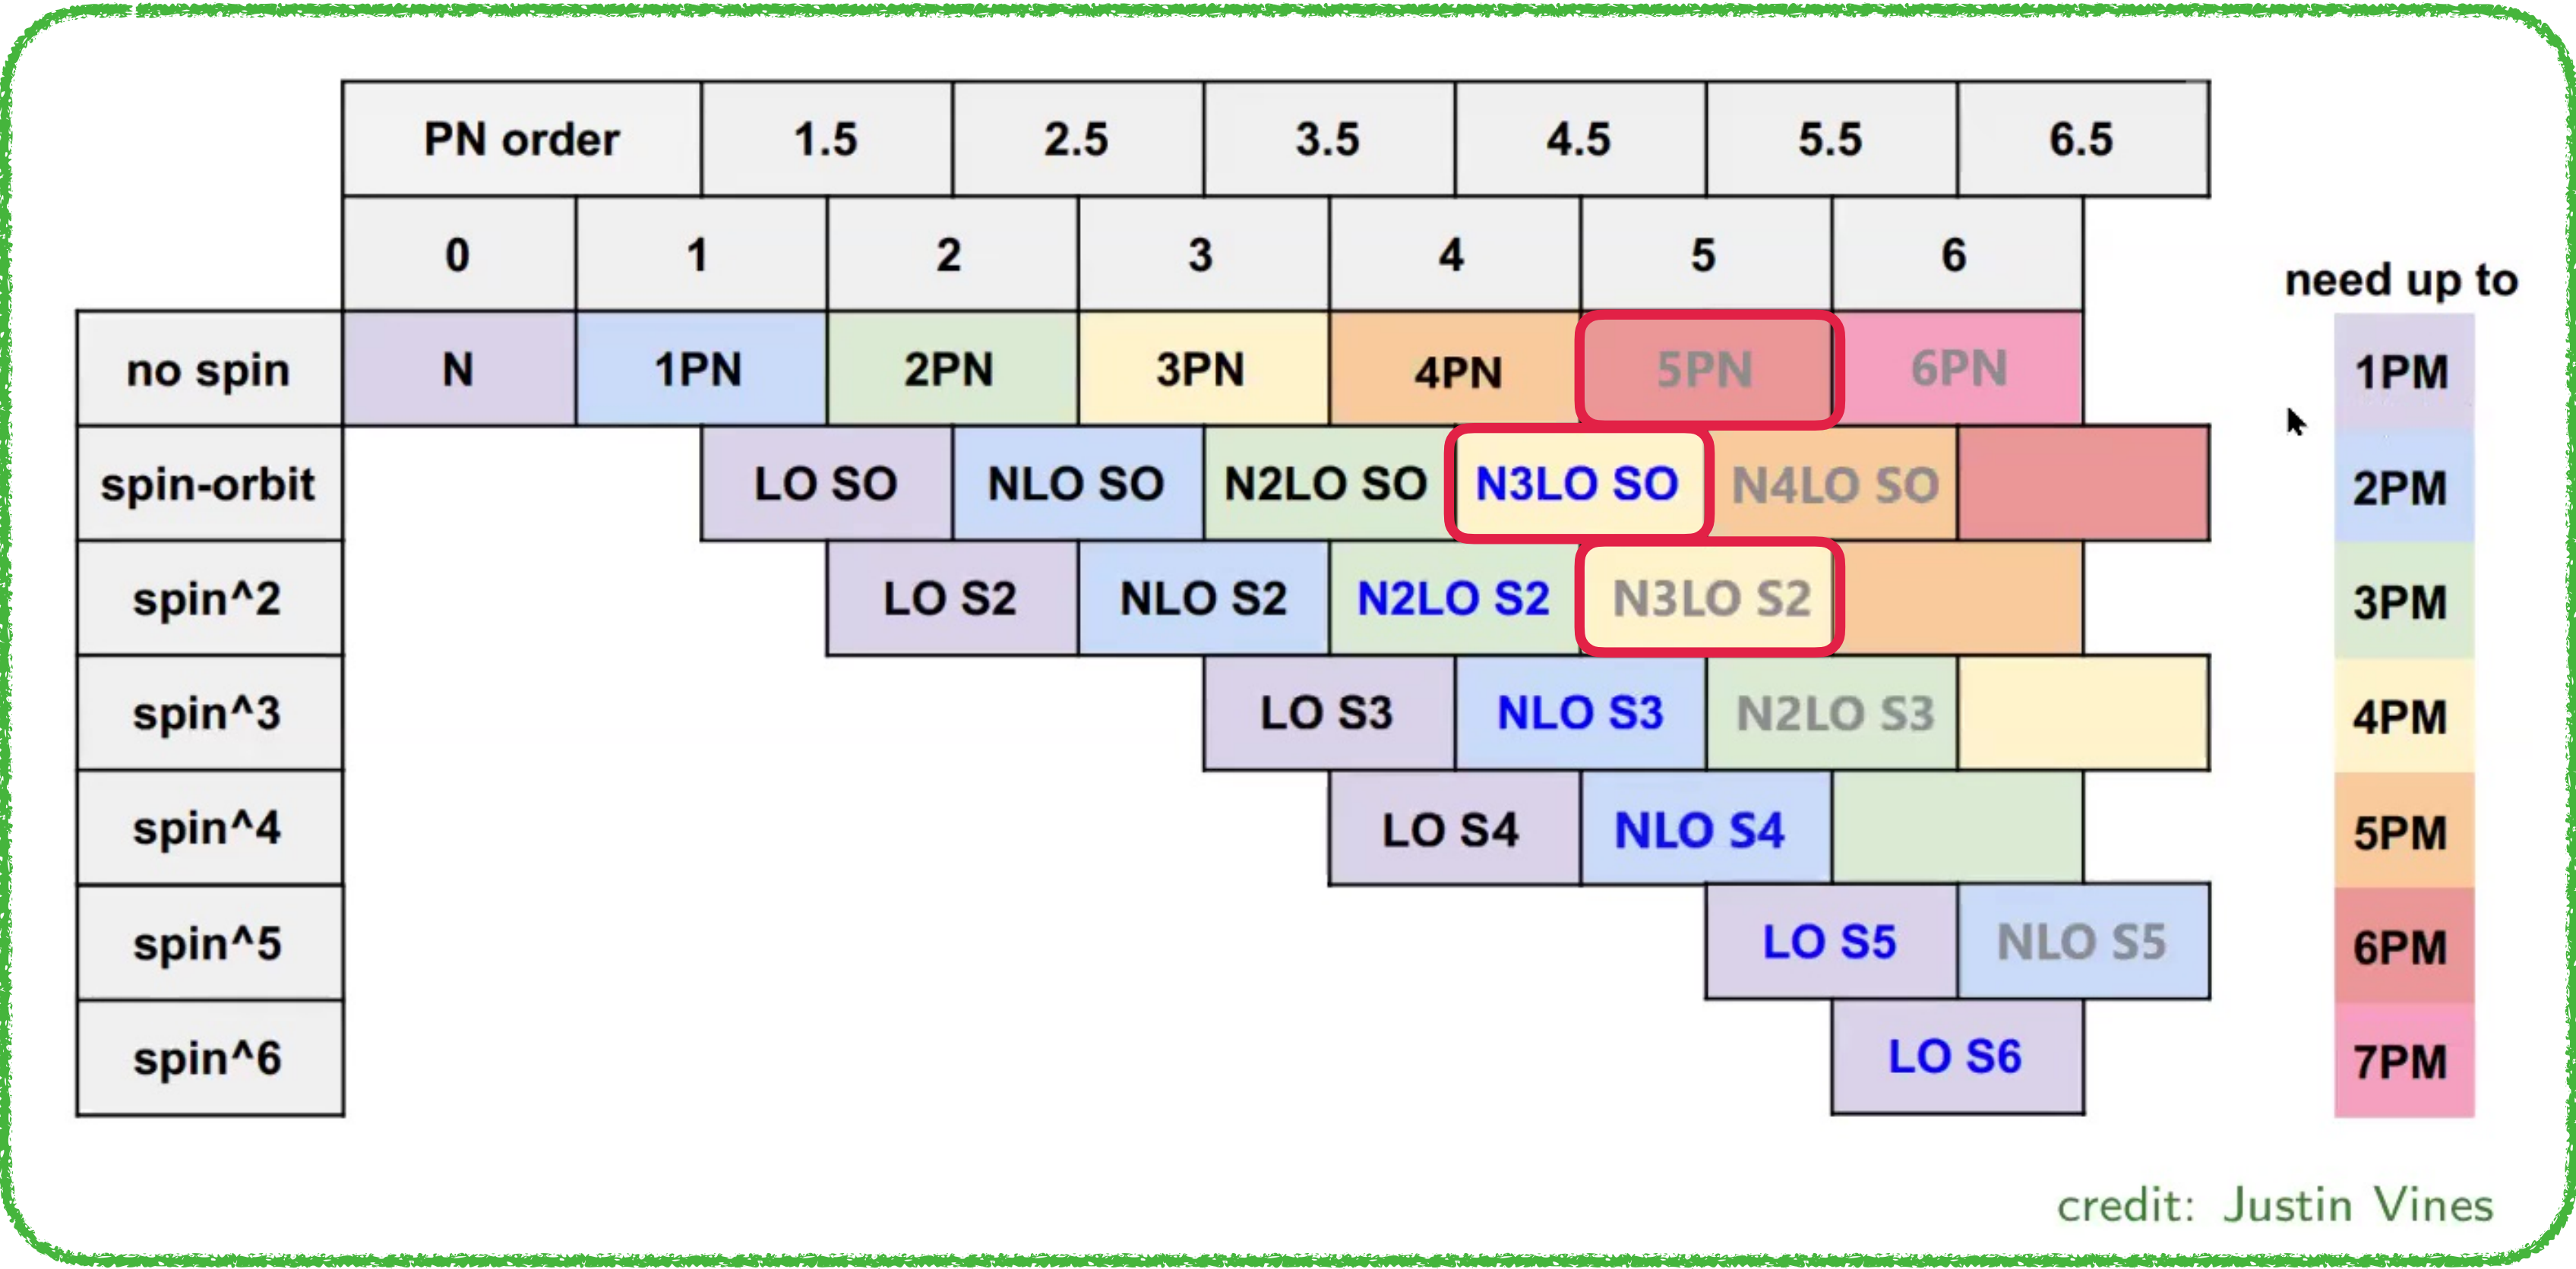 PN order 1.5 2.5 3.5 4.5 5.5 6.5
0 1 2 3 4 5 6
need up to
no spin N 1PN 2PN 3PN 4PN 5PN 6PN 1PM
spin-orbit LO SO NLO SO N2LO SO N3LO SO N4LO SO 2PM
spin^2 LO S2 NLO S2 N2LO S2 N3LO S2 3PM
spin^3 LO S3 NLO S3 N2LO S3 4PM
spin^4 LO S4 NLO S4 5PM
spin^5 LO S5 NLO S5 6PM
spin^6 LO S6 7PM
credit: Justin Vines